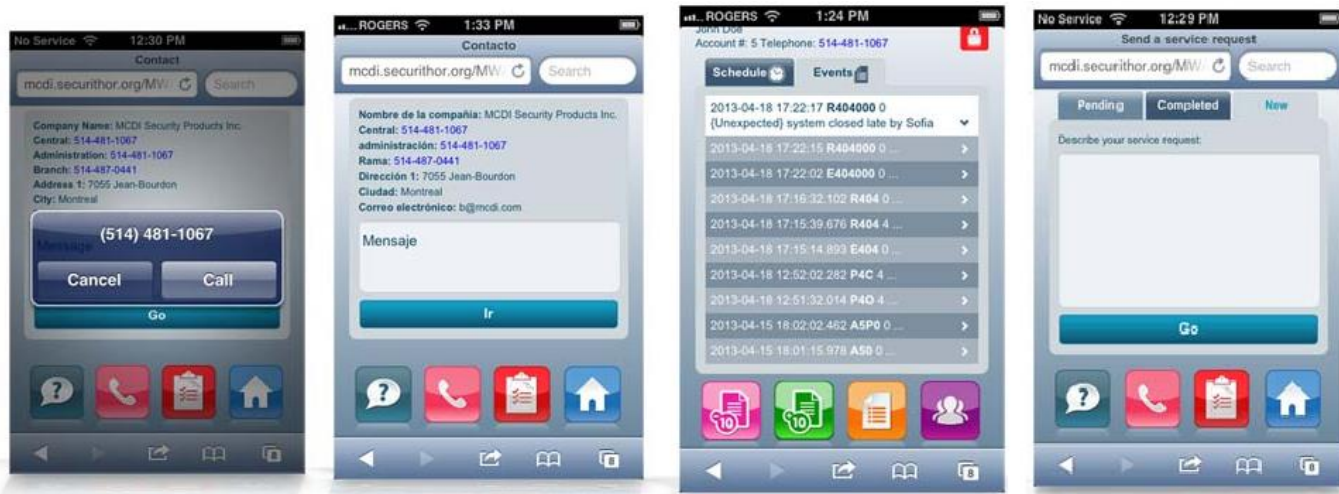 No Service 12:30 PM
Contact
mcdi.securithor.org/MW/
Search
Company Name: MCDI Security Products Inc.
Central: 514-481-1067
Administration: 514-481-1067
Branch: 514-487-0441
Address 1: 7055 Jean-Bourdon
City: Montreal
(514) 481-1067
Message
Cancel Call
Go
?
ROGERS 1:33 PM
Contacto
mcdi.securithor.org/MW/
Search
Nombre de la compañia: MCDI Security Products Inc.
Central: 514-481-1067
administración: 514-481-1067
Rama: 514-487-0441
Dirección 1: 7055 Jean-Bourdon
Ciudad: Montreal
Correo electrónico: b@mcdi.com
Mensaje
Ir
?
8
ROGERS 1:24 PM
John Doe
Account #: 5 Telephone: 514-481-1067
Schedule Events
2013-04-18 17:22:17 R404000 0
{Unexpected} system closed late by Sofia
2013-04-18 17:22:15 R404000 0 ...
2013-04-18 17:22:02 E404000 0 ...
2013-04-18 17:16:32.102 R404 0 ...
2013-04-18 17:15:39.676 R404 4 ...
2013-04-18 17:15:14.893 E404 0 ...
2013-04-18 12:52:02.282 P4C 4 ...
2013-04-18 12:51:32.014 P4O 4 ...
2013-04-15 18:02:02.462 A5P0 0 ...
2013-04-15 18:01:15.978 A50 0 ...
10 10
8
No Service 12:29 PM
Send a service request
mcdi.securithor.org/MW/
Search
Pending Completed New
Describe your service request:
Go
?